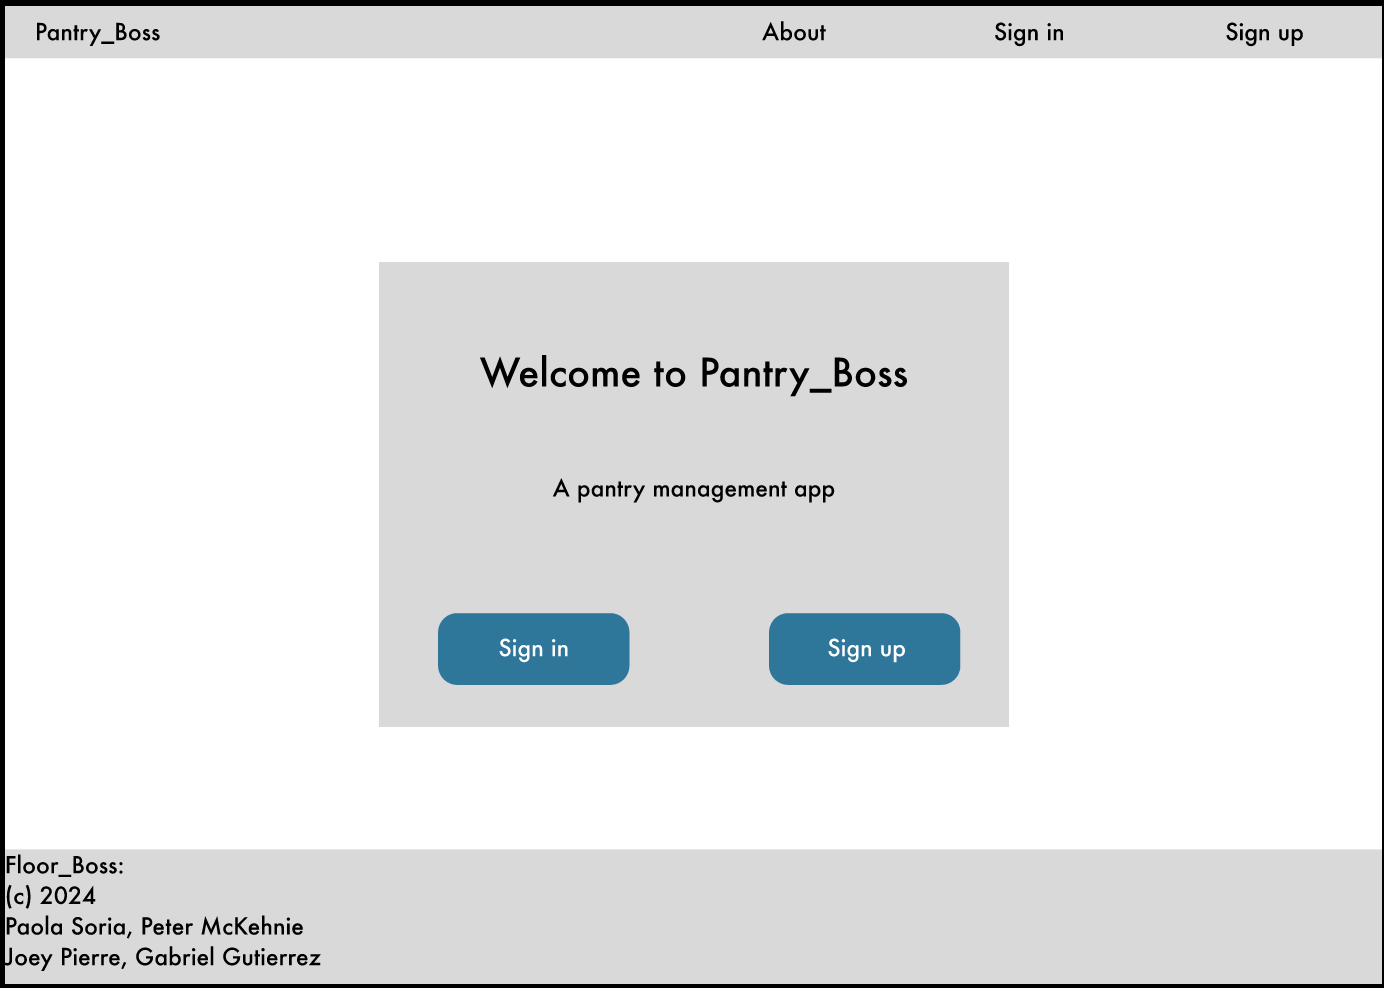 Pantry_Boss About Sign in Sign up
Welcome to Pantry_Boss
A pantry management app
Sign in Sign up
Floor_Boss:
(c) 2024
Paola Soria, Peter McKehnie
Joey Pierre, Gabriel Gutierrez